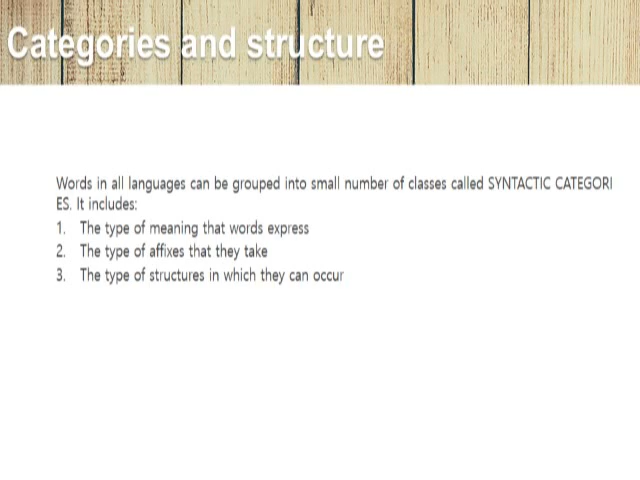 Categories and structure
Words in all languages can be grouped into small number of classes called SYNTACTIC CATEGORI
ES. It includes:
1. The type of meaning that words express
2. The type of affixes that they take
3. The type of structures in which they can occur